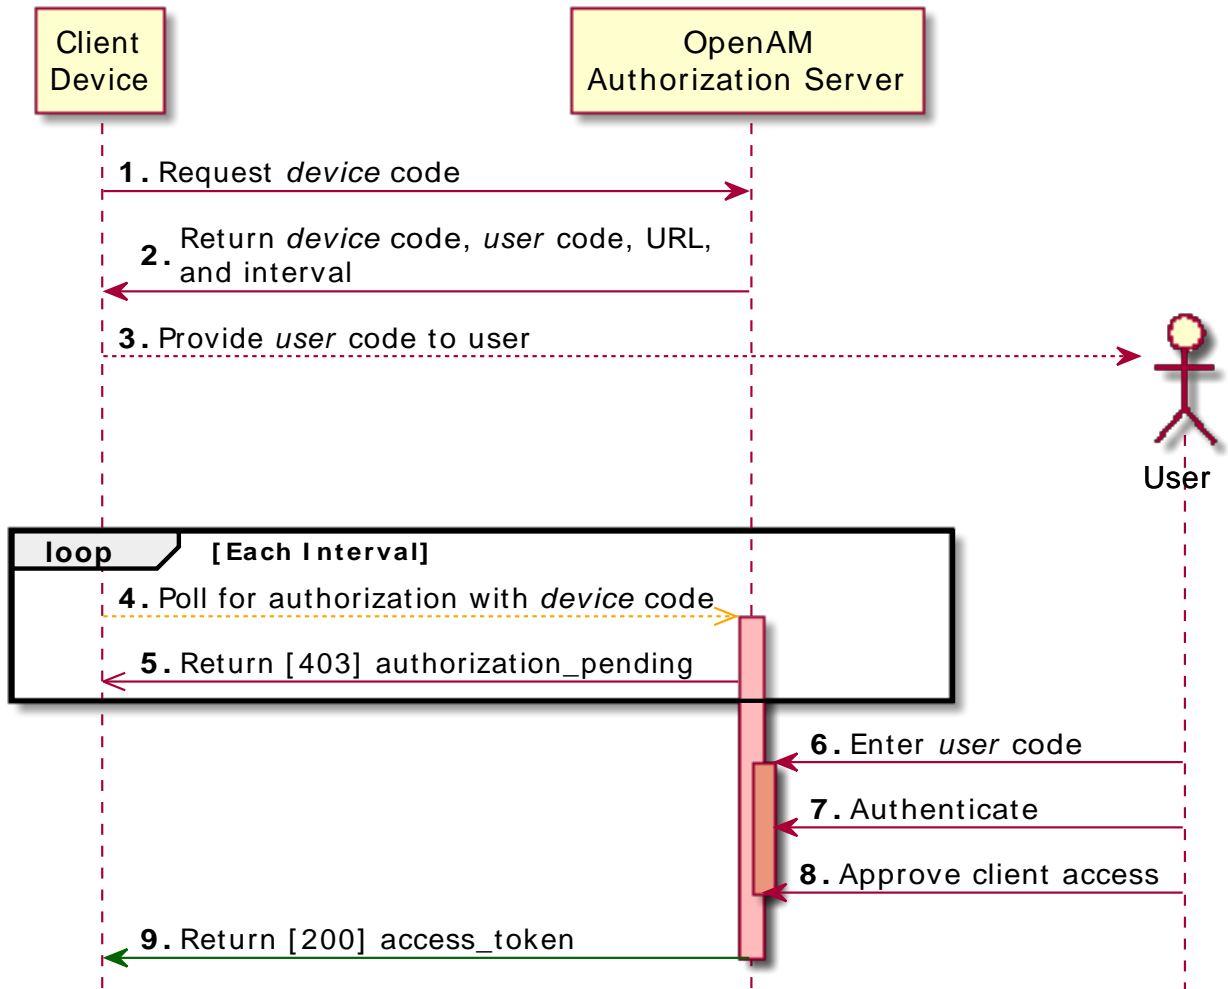 Client
Device
OpenAM
Authorization Server
1. Request device code
2. Return device code, user code, URL,
and interval
3. Provide user code to user
User
loop [Each Interval]
4. Poll for authorization with device code
5. Return [403] authorization_pending
6. Enter user code
7. Authenticate
8. Approve client access
9. Return [200] access_token